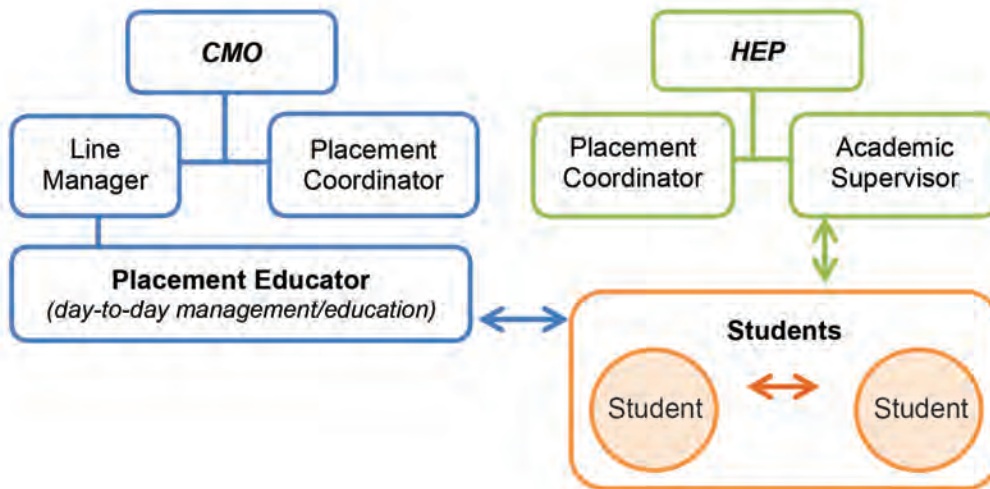 CMO
HEP
Line
Manager
Placement
Coordinator
Placement
Coordinator
Academic
Supervisor
Placement Educator
(day-to-day management/education)
Students
Student
Student